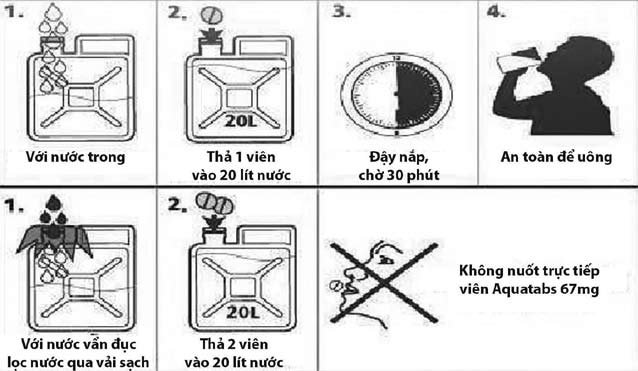 1.
Với nước trong
2.
20L
Thả 1 viên
vào 20 lít nước
3.
Đậy nắp,
chờ 30 phút
4.
An toàn để uông
1.
Với nước vẩn đục
lọc nước qua vải sạch
2.
20L
Thả 2 viên
vào 20 lít nước
Không nuốt trực tiếp
viên Aquatabs 67mg